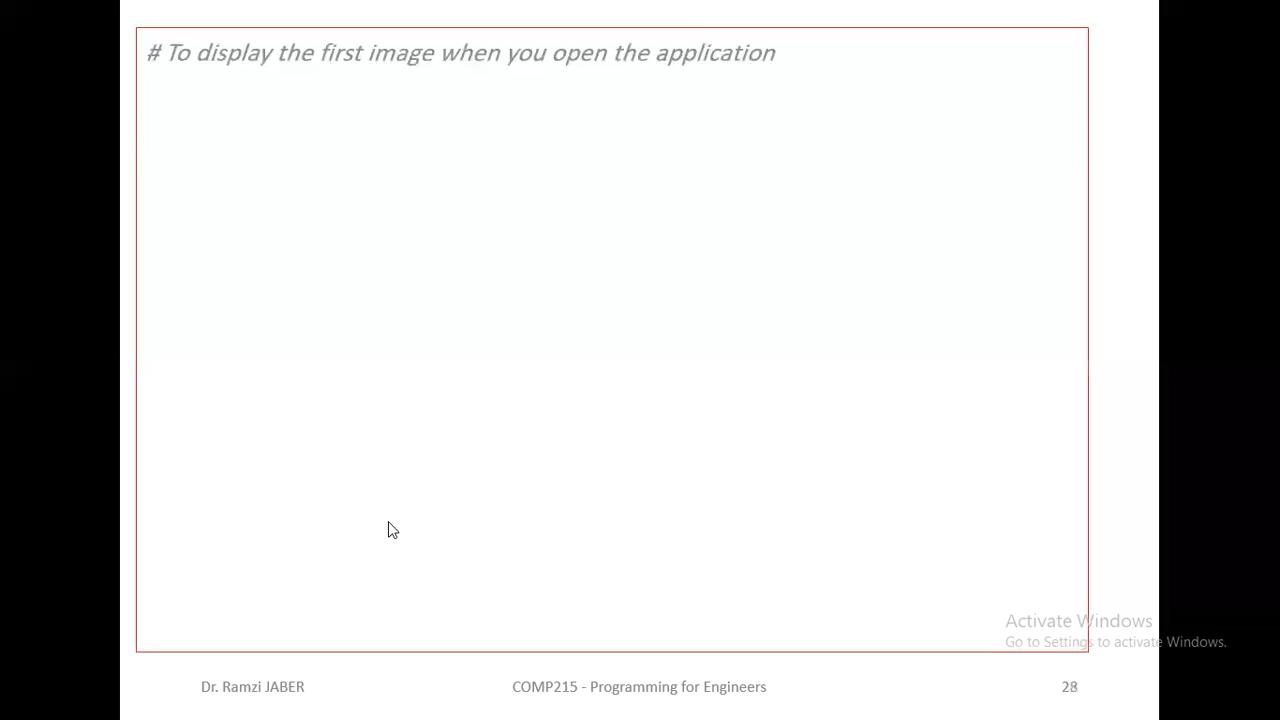 # To display the first image when you open the application
Activate Windows
Go to Settings to activate Windows.
Dr. Ramzi JABER
COMP215 - Programming for Engineers
28